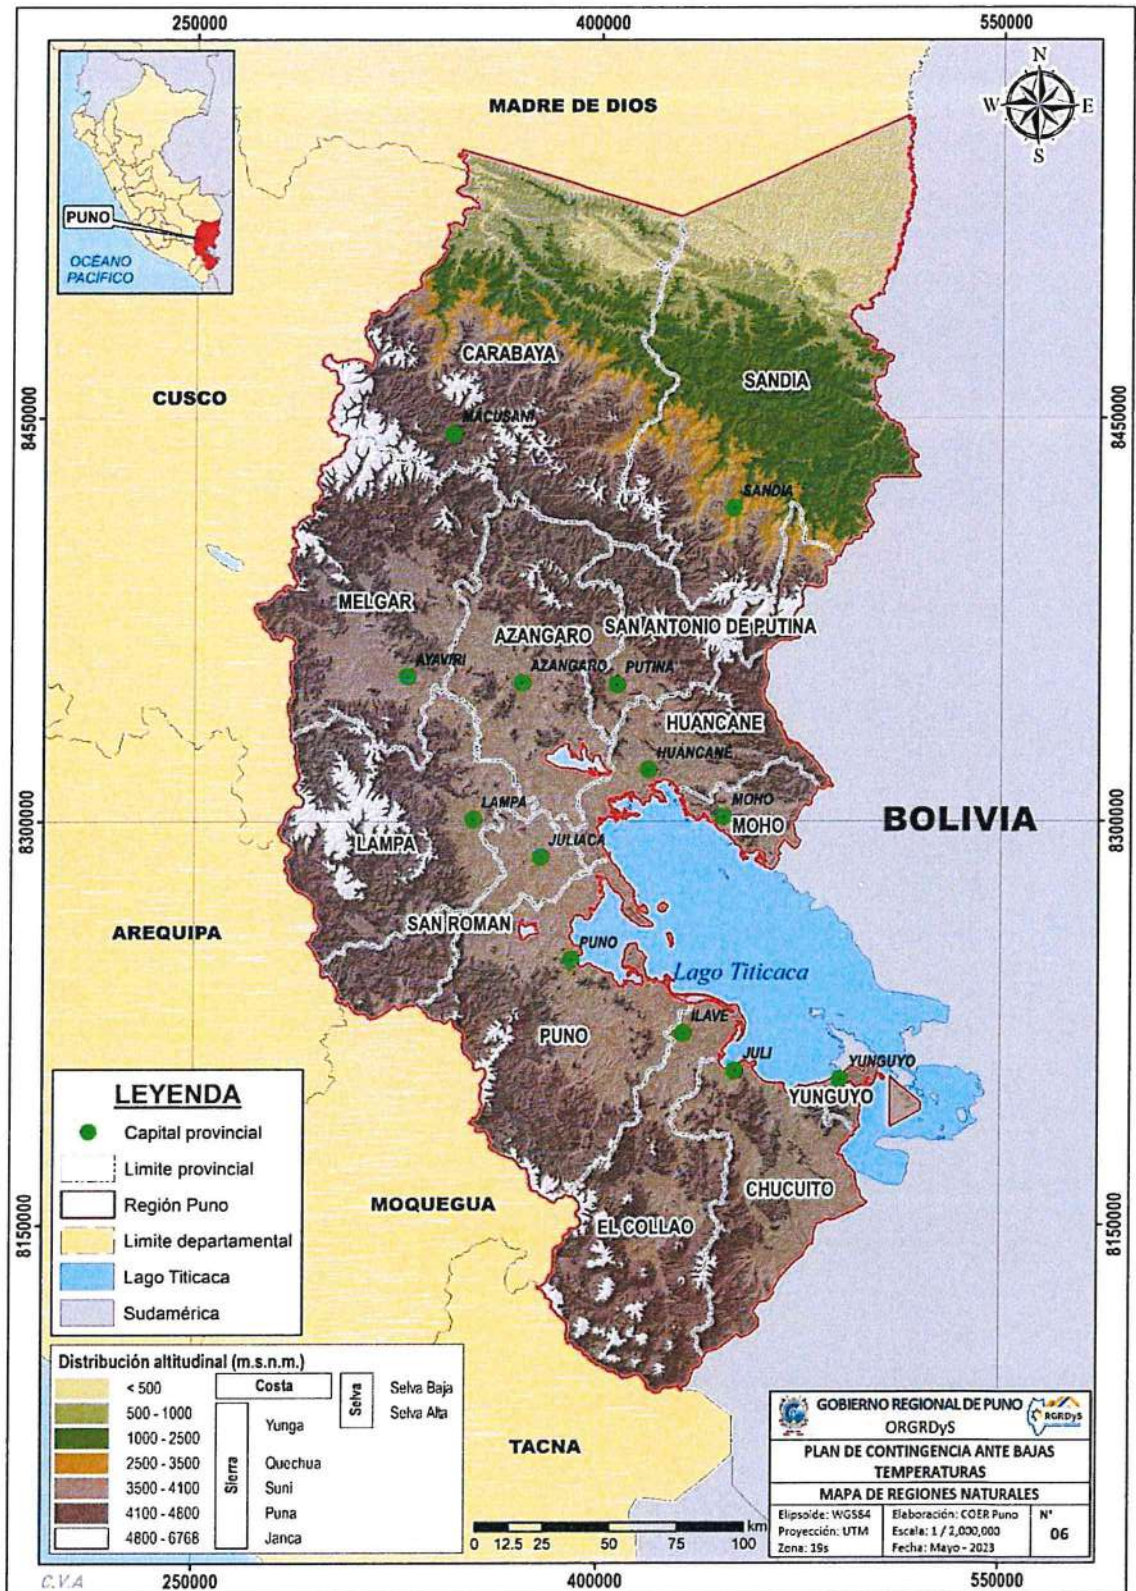 250000
400000
550000
MADRE DE DIOS
N
W
E
S
PUNO
OCÉANO
PACÍFICO
CARABAYA
SANDIA
CUSCO
MACUSANI
8450000
8450000
SANDIA
MELGAR
AZANGARO
SAN ANTONIO DE PUTINA
AYAVIRI
AZANGARO
PUTINA
HUANCANE
HUANCANÉ
LAMPA
MOHO
8300000
BOLIVIA
8300000
MOHO
LAMPA
JULIACA
SAN ROMAN
AREQUIPA
PUNO
Lago Titicaca
ILAVE
PUNO
JULI
YUNGUYO
YUNGUYO
LEYENDA
Capital provincial
Limite provincial
Región Puno
Limite departamental
Lago Titicaca
Sudamérica
CHUCUITO
MOQUEGUA
EL COLLAO
8150000
8150000
Distribución altitudinal (m.s.n.m.)
< 500
500 - 1000
1000 - 2500
2500 - 3500
3500 - 4100
4100 - 4800
4800 - 6768
Costa
Sierra
Yunga
Quechua
Suni
Puna
Janca
Selva
Selva Baja
Selva Alta
TACNA
0 12.5 25 50 75 100
km
GOBIERNO REGIONAL DE PUNO
ORGRDyS
RGRDyS
PLAN DE CONTINGENCIA ANTE BAJAS
TEMPERATURAS
MAPA DE REGIONES NATURALES
Elipsoide: WGS84
Proyección: UTM
Zona: 19s
Elaboración: COER Puno
Escala: 1 / 2,000,000
Fecha: Mayo - 2023
N°
06
C.V.A
250000
400000
550000